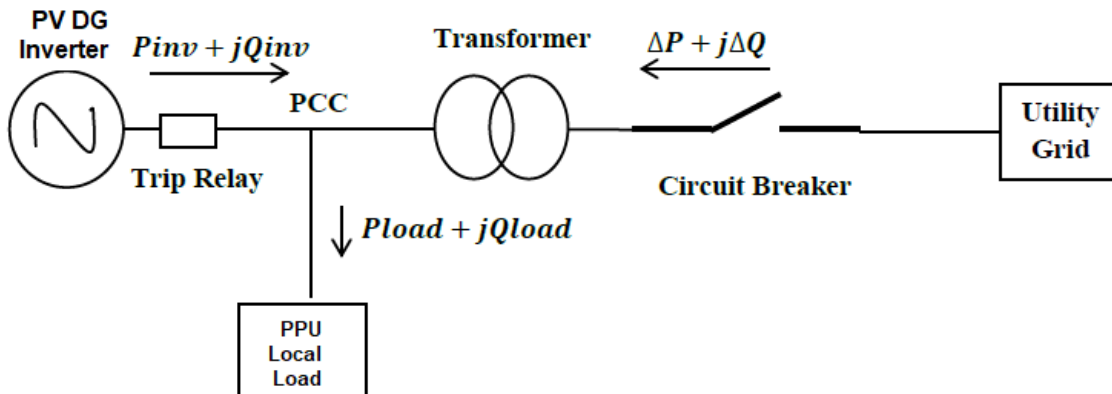 PV DG
Inverter
Pinv + jQinv
Transformer
ΔP + jΔQ
PCC
Utility
Grid
Trip Relay
Circuit Breaker
Pload + jQload
PPU
Local
Load